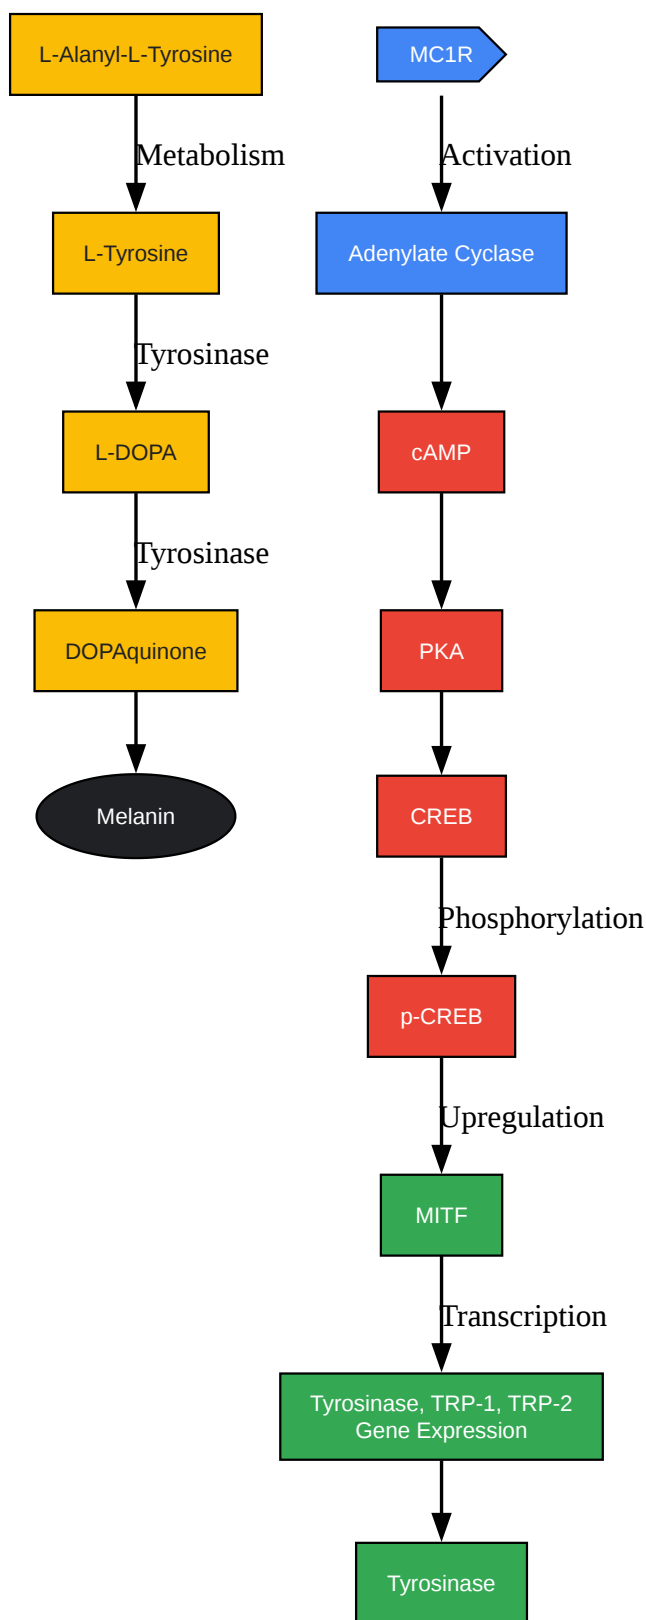 L-Alanyl-L-Tyrosine
Metabolism
L-Tyrosine
Tyrosinase
L-DOPA
Tyrosinase
DOPAquinone
Melanin
MC1R
Activation
Adenylate Cyclase
cAMP
PKA
CREB
Phosphorylation
p-CREB
Upregulation
MITF
Transcription
Tyrosinase, TRP-1, TRP-2
Gene Expression
Tyrosinase